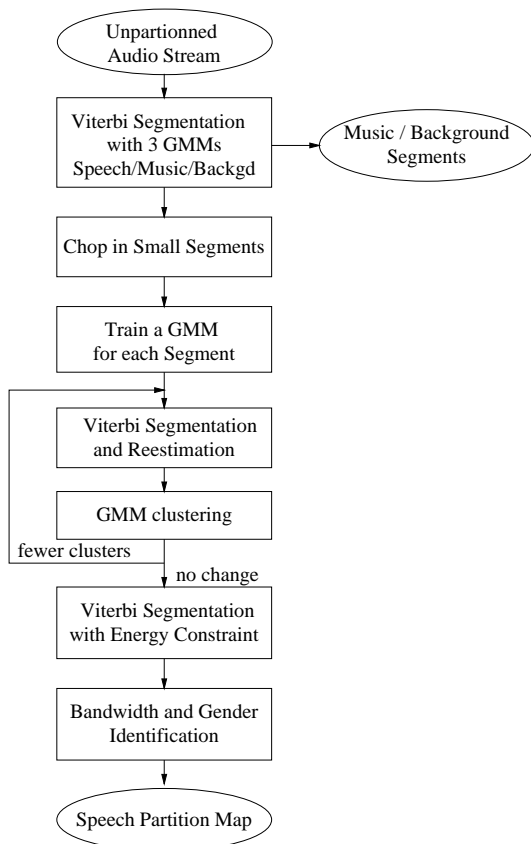 Unpartionned
Audio Stream
Viterbi Segmentation
with 3 GMMs
Speech/Music/Backgd
Music / Background
Segments
Chop in Small Segments
Train a GMM
for each Segment
Viterbi Segmentation
and Reestimation
GMM clustering
fewer clusters
no change
Viterbi Segmentation
with Energy Constraint
Bandwidth and Gender
Identification
Speech Partition Map